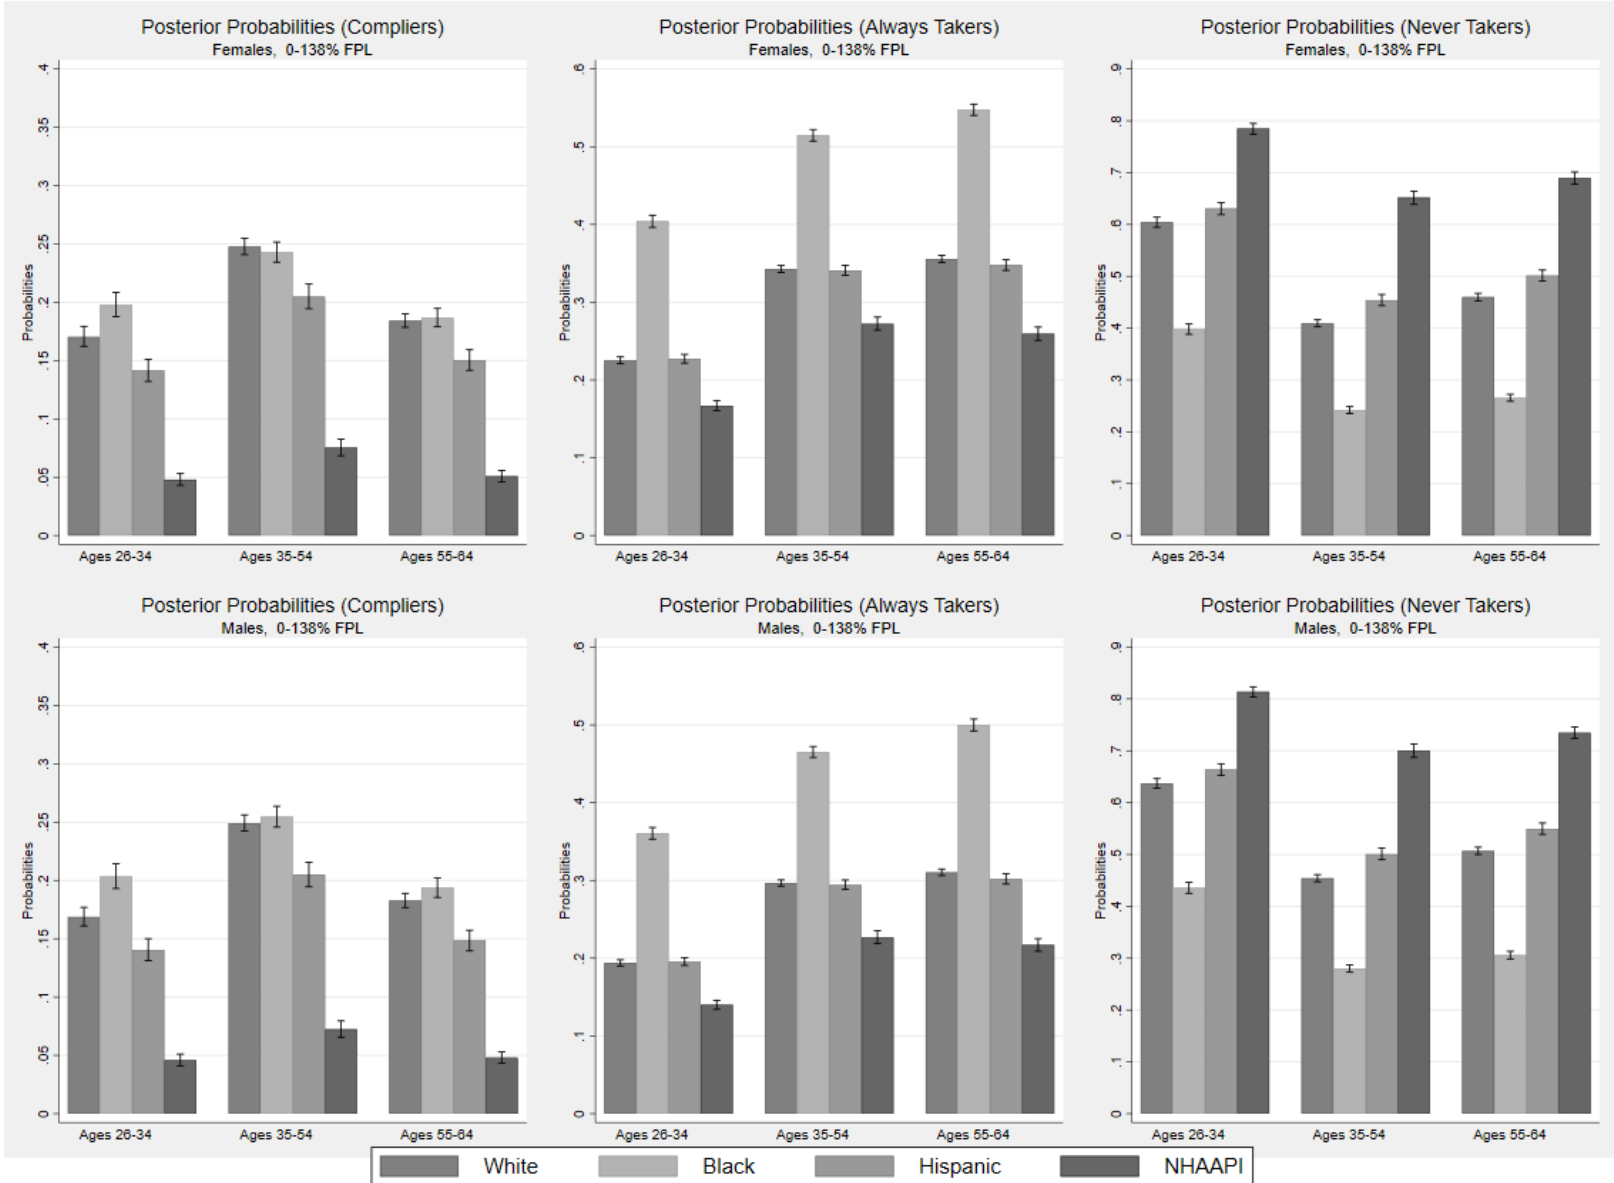 Posterior Probabilities (Compliers)
Females, 0-138% FPL
Probabilities
0 .05 .1 .15 .2 .25 .3 .35 .4
Ages 26-34 Ages 35-54 Ages 55-64
Posterior Probabilities (Always Takers)
Females, 0-138% FPL
Probabilities
0 .1 .2 .3 .4 .5 .6
Ages 26-34 Ages 35-54 Ages 55-64
Posterior Probabilities (Never Takers)
Females, 0-138% FPL
Probabilities
0 .1 .2 .3 .4 .5 .6 .7 .8 .9
Ages 26-34 Ages 35-54 Ages 55-64
Posterior Probabilities (Compliers)
Males, 0-138% FPL
Probabilities
0 .05 .1 .15 .2 .25 .3 .35 .4
Ages 26-34 Ages 35-54 Ages 55-64
Posterior Probabilities (Always Takers)
Males, 0-138% FPL
Probabilities
0 .1 .2 .3 .4 .5 .6
Ages 26-34 Ages 35-54 Ages 55-64
Posterior Probabilities (Never Takers)
Males, 0-138% FPL
Probabilities
0 .1 .2 .3 .4 .5 .6 .7 .8 .9
Ages 26-34 Ages 35-54 Ages 55-64
White Black Hispanic NHAAPI